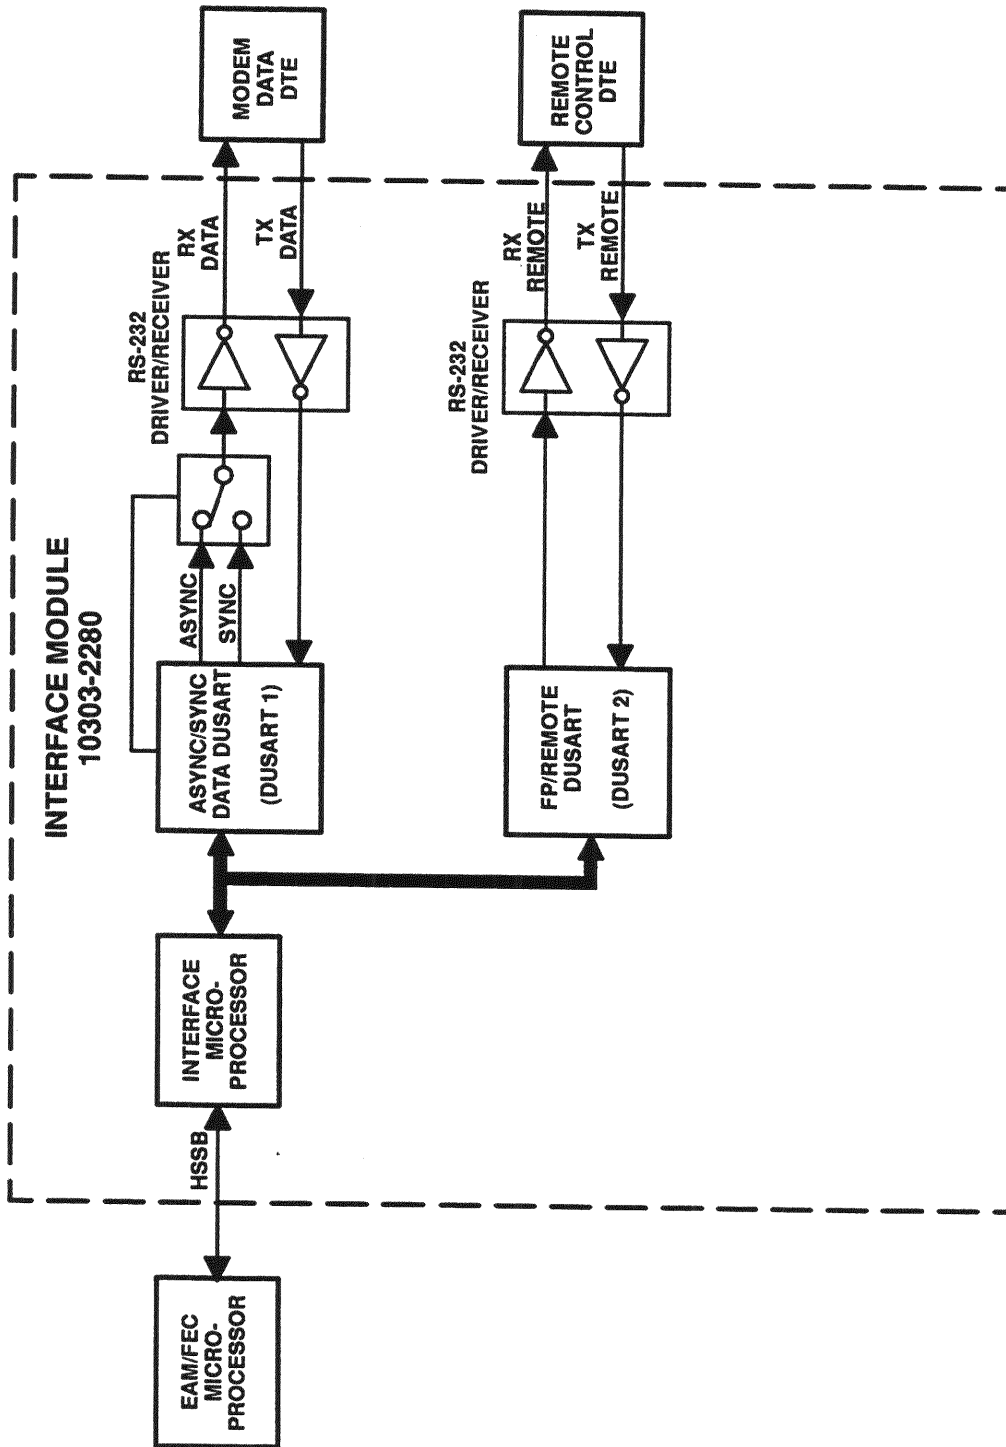 INTERFACE MODULE
10303-2280
EAM/FEC
MICRO-
PROCESSOR
HSSB
INTERFACE
MICRO-
PROCESSOR
ASYNC/SYNC
DATA DUSART
(DUSART 1)
ASYNC
SYNC
RS-232
DRIVER/RECEIVER
RX
DATA
TX
DATA
MODEM
DATA
DTE
FP/REMOTE
DUSART
(DUSART 2)
RS-232
DRIVER/RECEIVER
RX
REMOTE
TX
REMOTE
REMOTE
CONTROL
DTE